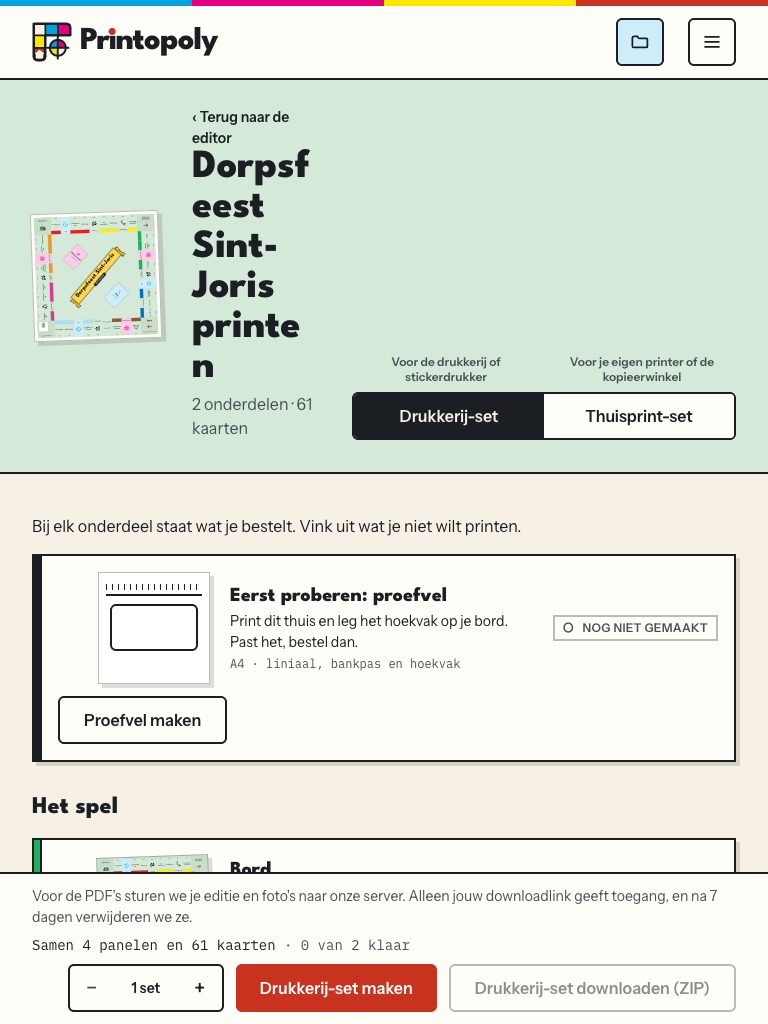 Printopoly
‹ Terug naar de
editor
Dorpsf
eest
Sint-
Joris
printe
n
2 onderdelen · 61
kaarten
Voor de drukkerij of
stickerdrukker
Voor je eigen printer of de
kopieerwinkel
Drukkerij-set
Thuisprint-set
Dorpsfeest Sint-Joris
Bij elk onderdeel staat wat je bestelt. Vink uit wat je niet wilt printen.
Eerst proberen: proefvel
Print dit thuis en leg het hoekvak op je bord.
Past het, bestel dan.
A4 · liniaal, bankpas en hoekvak
NOG NIET GEMAAKT
Proefvel maken
Het spel
Bord
Voor de PDF's sturen we je editie en foto's naar onze server. Alleen jouw downloadlink geeft toegang, en na 7
dagen verwijderen we ze.
Samen 4 panelen en 61 kaarten · 0 van 2 klaar
− 1 set +
Drukkerij-set maken
Drukkerij-set downloaden (ZIP)